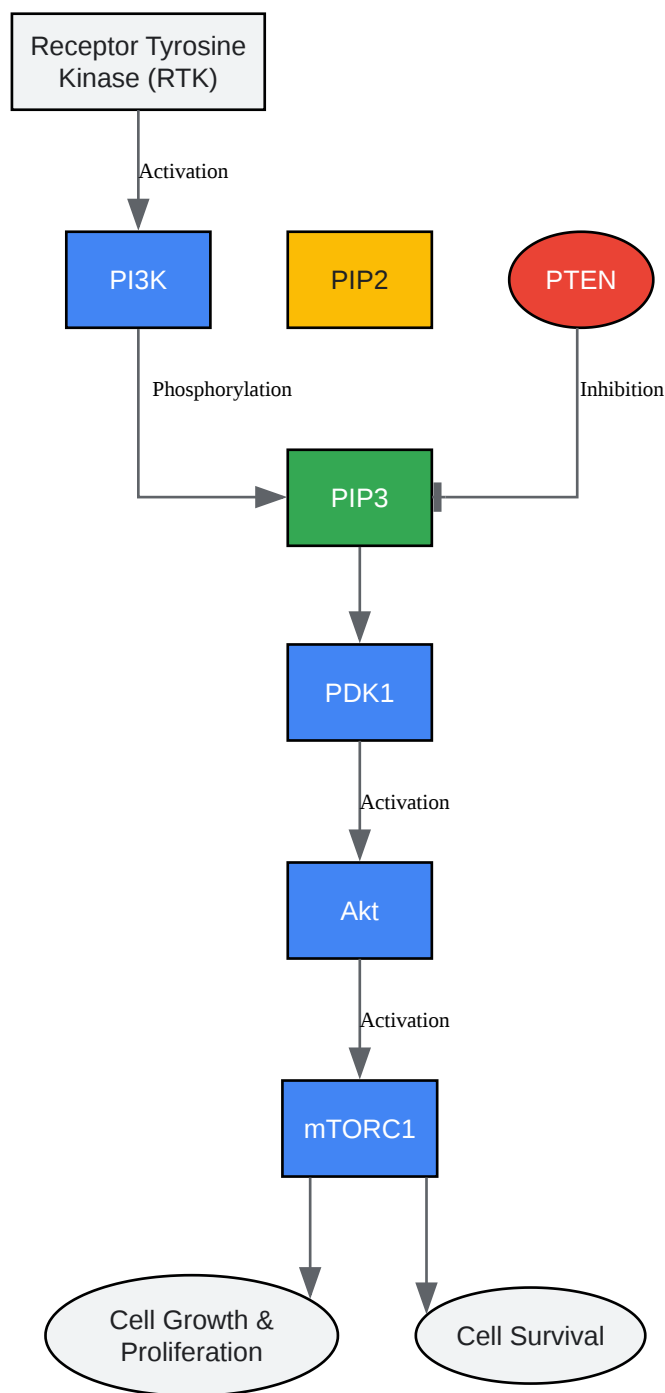 Receptor Tyrosine
Kinase (RTK)
Activation
PI3K
PIP2
PTEN
Phosphorylation
Inhibition
PIP3
PDK1
Activation
Akt
Activation
mTORC1
Cell Growth &
Proliferation
Cell Survival